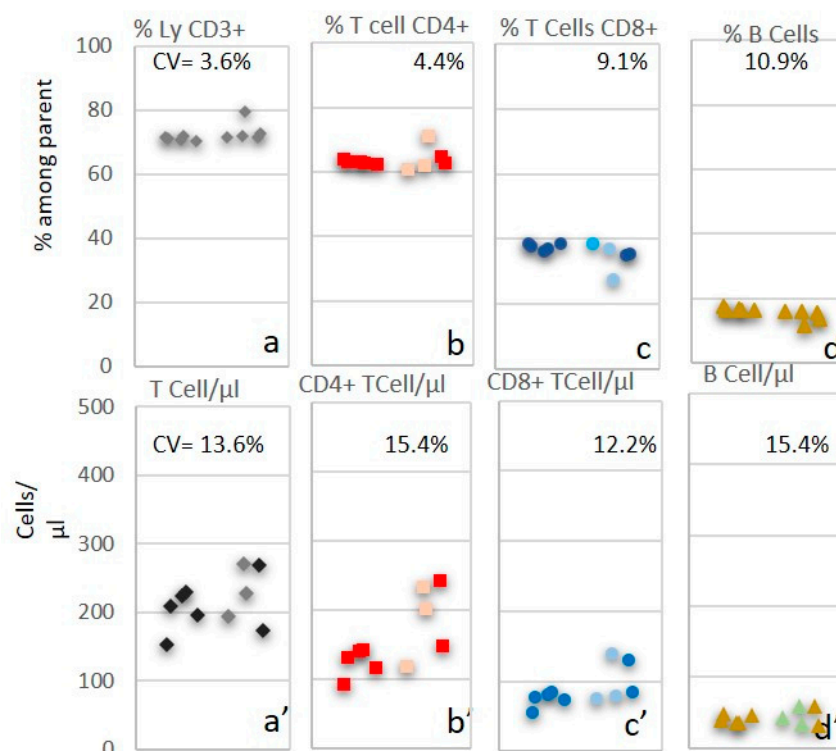 % Ly CD3+
% T cell CD4+
% T Cells CD8+
% B Cells
100
80
60
40
20
0
% among parent
CV= 3.6%
4.4%
9.1%
10.9%
a
b
c
d
T Cell/µl
CD4+ TCell/µl
CD8+ TCell/µl
B Cell/µl
500
400
300
200
100
0
Cells/
µl
CV= 13.6%
15.4%
12.2%
15.4%
a’
b’
c’
d’